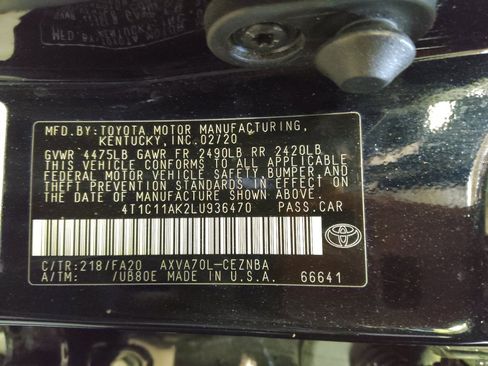 MFD.BY:TOYOTA MOTOR MANUFACTURING,
KENTUCKY,INC.02/20
GVWR 4475LB GAWR FR 2490LB RR 2420LB
THIS VEHICLE CONFORMS TO ALL APPLICABLE
FEDERAL MOTOR VEHICLE SAFETY, BUMPER, AND
THEFT PREVENTION STANDARDS IN EFFECT ON
THE DATE OF MANUFACTURE SHOWN ABOVE.
4T1C11AK2LU936470 PASS.CAR
C/TR:218/FA20 AXVA70L-CEZNBA
A/TM: /UB80E MADE IN U.S.A. 66641